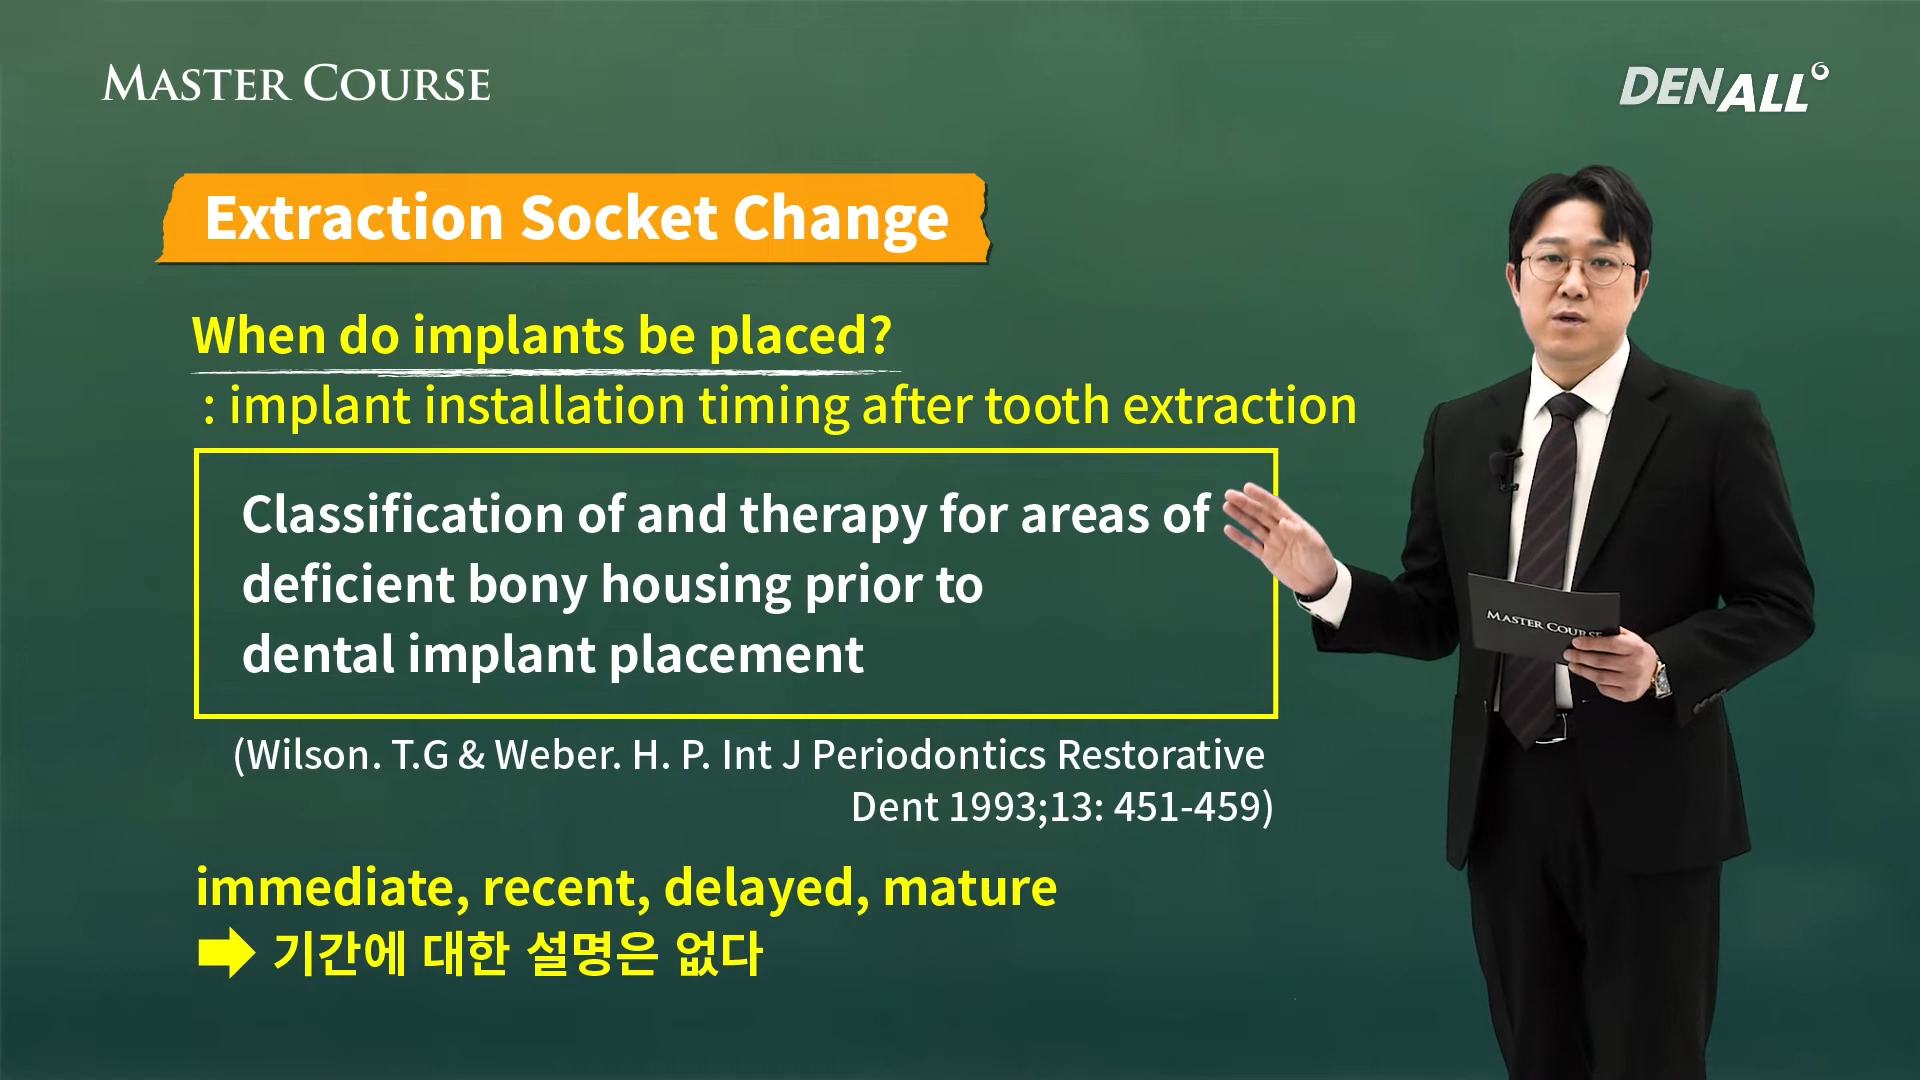 MASTER COURSE
DENALL
Extraction Socket Change
When do implants be placed?
: implant installation timing after tooth extraction
Classification of and therapy for areas of
deficient bony housing prior to
dental implant placement
(Wilson. T.G & Weber. H. P. Int J Periodontics Restorative
Dent 1993;13: 451-459)
MASTER COURSE
immediate, recent, delayed, mature
➡ 기간에 대한 설명은 없다